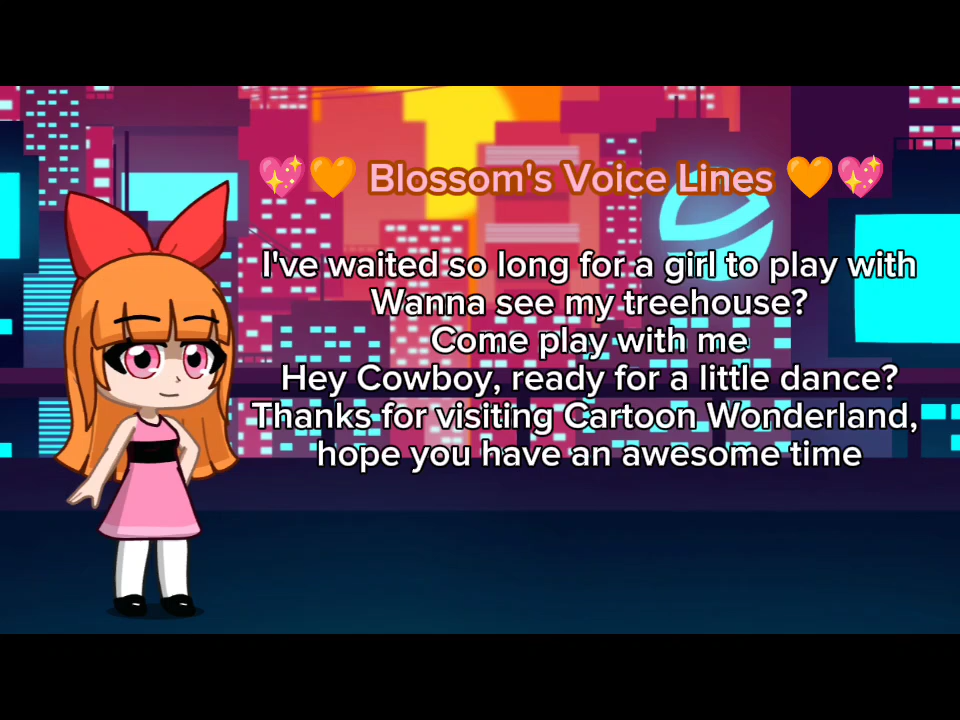 💖🧡 Blossom's Voice Lines 🧡💖
I've waited so long for a girl to play with
Wanna see my treehouse?
Come play with me
Hey Cowboy, ready for a little dance?
Thanks for visiting Cartoon Wonderland,
hope you have an awesome time